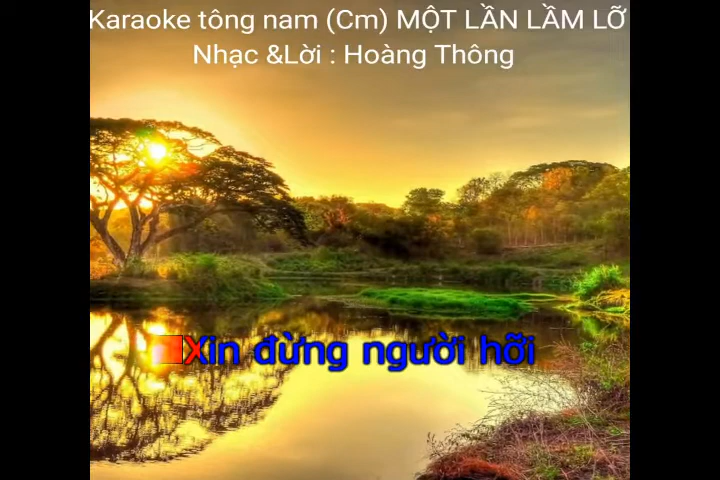 Karaoke tông nam (Cm) MỘT LẦN LẦM LỠ
Nhạc &Lời : Hoàng Thông
Xin đừng người hỡi